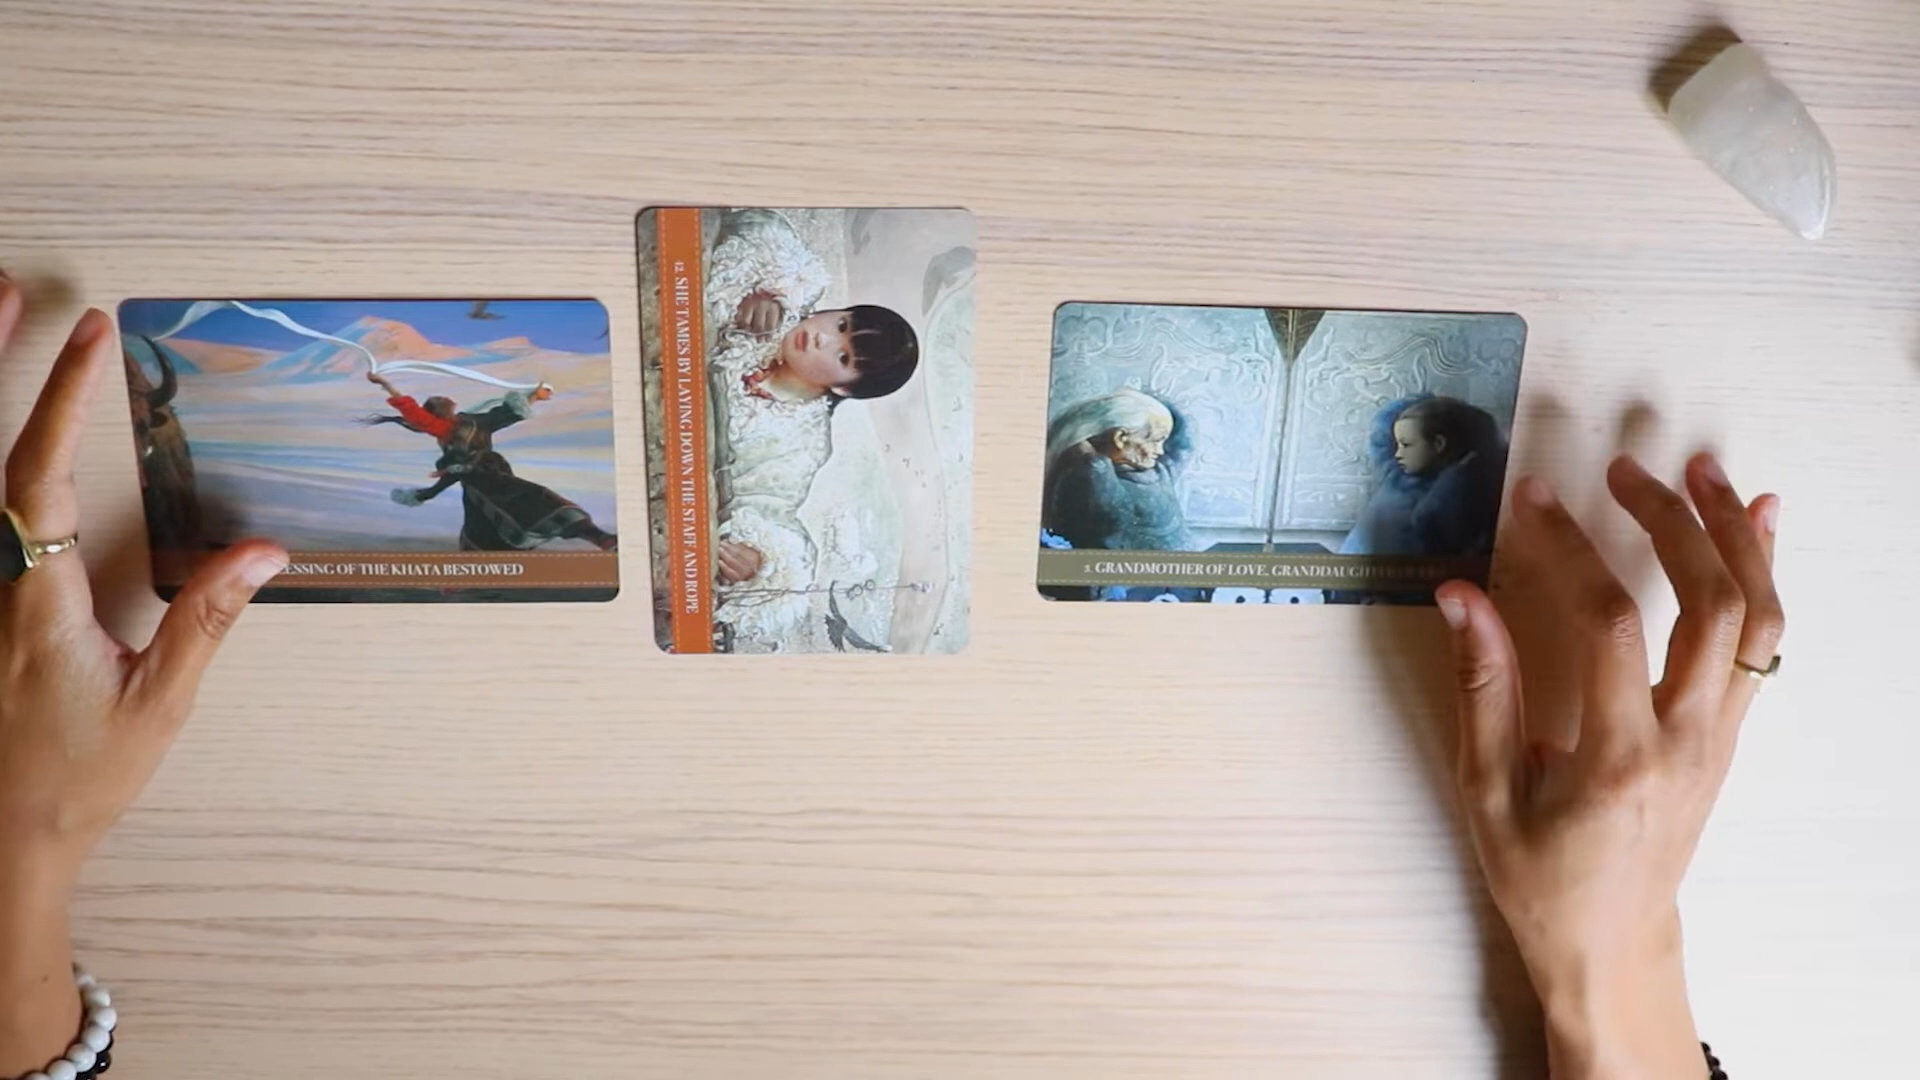 ESSING OF THE KHATA BESTOWED
12. SHE TAMES BY LAYING DOWN THE STAFF AND ROPE
3. GRANDMOTHER OF LOVE, GRANDDAUGHTER